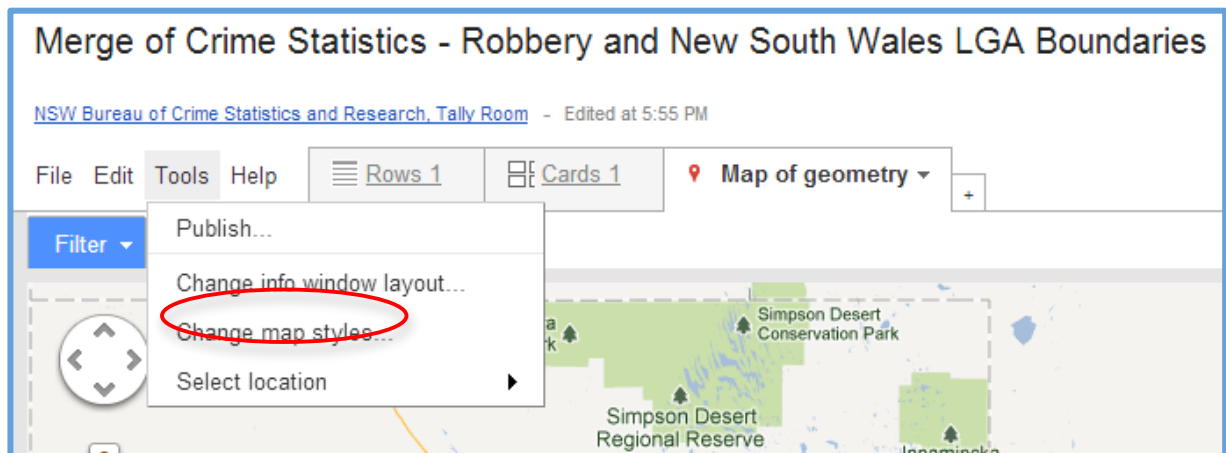 Merge of Crime Statistics - Robbery and New South Wales LGA Boundaries
NSW Bureau of Crime Statistics and Research, Tally Room - Edited at 5:55 PM
File Edit Tools Help Rows 1 Cards 1 Map of geometry +
Filter
Publish...
Change info window layout...
Change map styles...
Select location
Simpson Desert
Conservation Park
Simpson Desert
Regional Reserve